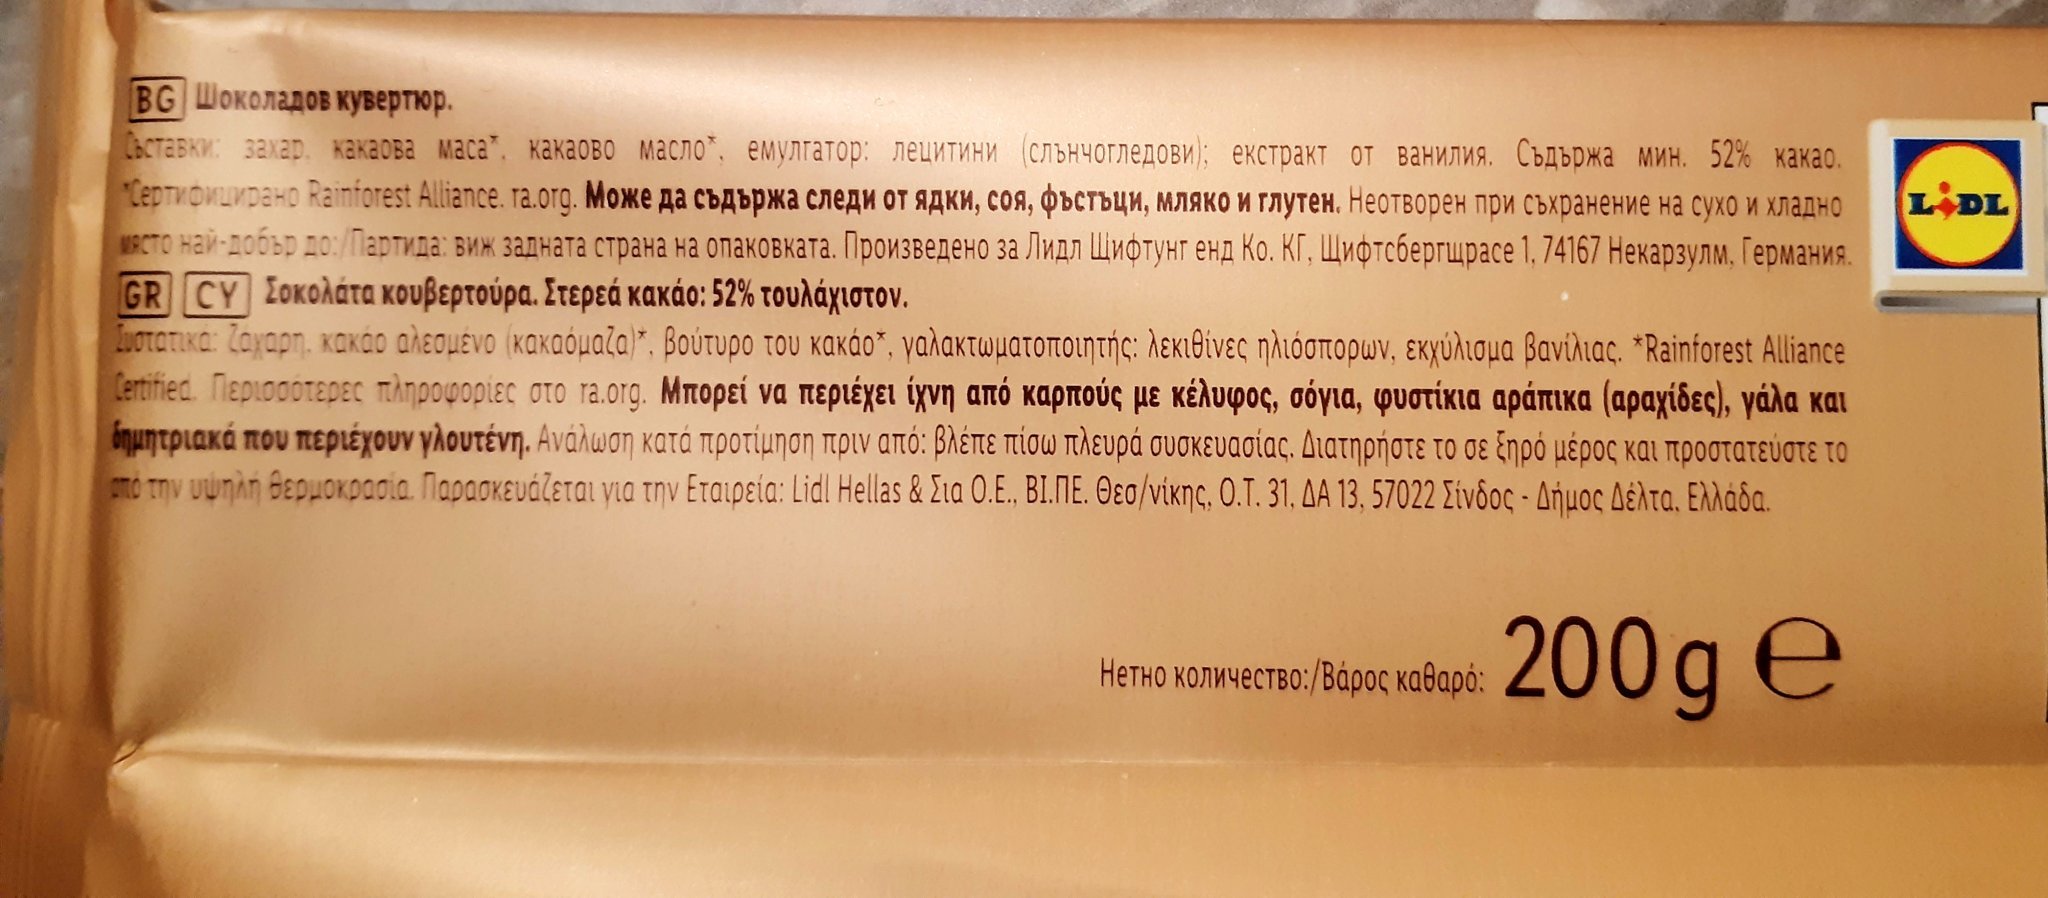 BG Шоколадов кувертюр.
Съставки: захар, какаова маса*, какаово масло*, емулгатор: лецитини (слънчогледови); екстракт от ванилия. Съдържа мин. 52% какао.
*Сертифицирано Rainforest Alliance. ra.org. Може да съдържа следи от ядки, соя, фъстъци, мляко и глутен. Неотворен при съхранение на сухо и хладно
място най-добър до:/Партида: виж задната страна на опаковката. Произведено за Лидл Щифтунг енд Ко. КГ, Щифтсбергщрасе 1, 74167 Некарзулм, Германия.
LIDL
GR CY Σοκολάτα κουβερτούρα. Στερεά κακάο: 52% τουλάχιστον.
Συστατικά: ζάχαρη, κακάο αλεσμένο (κακαόμαζα)*, βούτυρο του κακάο*, γαλακτωματοποιητής: λεκιθίνες ηλιόσπορων, εκχύλισμα βανίλιας. *Rainforest Alliance
Certified. Περισσότερες πληροφορίες στο ra.org. Μπορεί να περιέχει ίχνη από καρπούς με κέλυφος, σόγια, φυστίκια αράπικα (αραχίδες), γάλα και
δημητριακά που περιέχουν γλουτένη. Ανάλωση κατά προτίμηση πριν από: βλέπε πίσω πλευρά συσκευασίας. Διατηρήστε το σε ξηρό μέρος και προστατεύστε το
από την υψηλή θερμοκρασία. Παρασκευάζεται για την Εταιρεία: Lidl Hellas & Σια Ο.Ε., ΒΙ.ΠΕ. Θεσ/νίκης, Ο.Τ. 31, ΔΑ 13, 57022 Σίνδος - Δήμος Δέλτα, Ελλάδα.
Нетно количество:/Βάρος καθαρό: 200 g e